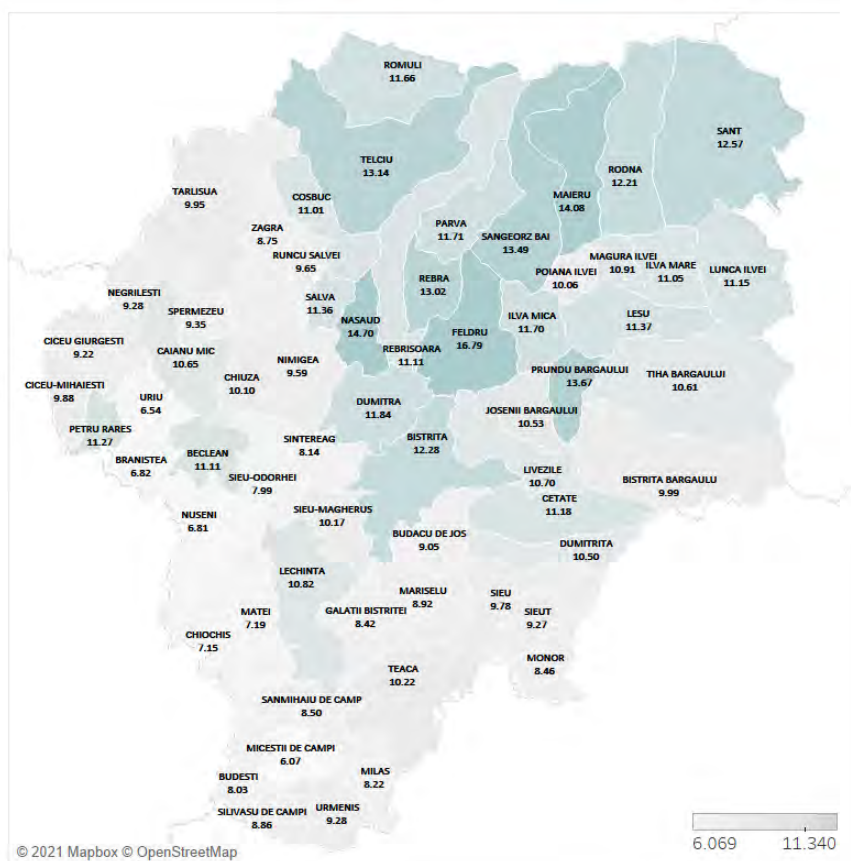 ROMULI
11.66
SANT
12.57
TELCIU
13.14
RODNA
12.21
TARLISUA
9.95
COSBUC
11.01
MAIERU
14.08
ZAGRA
8.75
PARVA
11.71
SANGEORZ BAI
13.49
RUNCU SALVEI
9.65
MAGURA ILVEI
10.91
ILVA MARE
11.05
LUNCA ILVEI
11.15
POIANA ILVEI
10.06
REBRA
13.02
NEGRILESTI
9.28
SALVA
11.36
SPERMEZEU
9.35
NASAUD
14.70
FELDRU
16.79
ILVA MICA
11.70
LESU
11.37
CICEU GIURGESTI
9.22
CAIANU MIC
10.65
REBRISOARA
11.11
NIMIGEA
9.59
CICEU-MIHAIESTI
9.88
CHIUZA
10.10
PRUNDU BARGAULUI
13.67
TIHA BARGAULUI
10.61
URIU
6.54
DUMITRA
11.84
JOSENII BARGAULUI
10.53
PETRU RARES
11.27
SINTEREAG
8.14
BISTRITA
12.28
BRANISTEA
6.82
BECLEAN
11.11
SIEU-ODORHEI
7.99
LIVEZILE
10.70
BISTRITA BARGAULU
9.99
CETATE
11.18
NUSENI
6.81
SIEU-MAGHERUS
10.17
BUDACU DE JOS
9.05
DUMITRITA
10.50
LECHINTA
10.82
MARISELU
8.92
SIEU
9.78
MATEI
7.19
GALATII BISTRITEI
8.42
SIEUT
9.27
CHIOCHIS
7.15
MONOR
8.46
TEACA
10.22
SANMIHAIU DE CAMP
8.50
MICESTII DE CAMPI
6.07
BUDESTI
8.03
MILAS
8.22
SILIVASU DE CAMPI
8.86
URMENIS
9.28
6.069 11.340
© 2021 Mapbox © OpenStreetMap